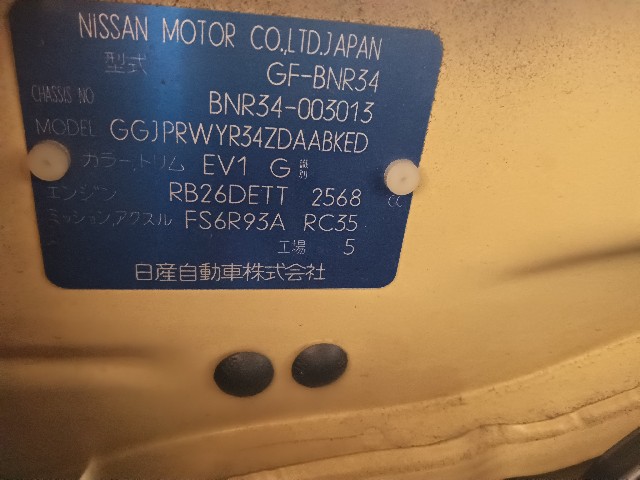 NISSAN MOTOR CO.,LTD.JAPAN
型式 GF-BNR34
CHASSIS NO BNR34-003013
MODEL GGJPRWYR34ZDAABKED
カラー,トリム EV1 G 識別
エンジン RB26DETT 2568 CC
ミッション,アクスル FS6R93A RC35
工場 5
日産自動車株式会社